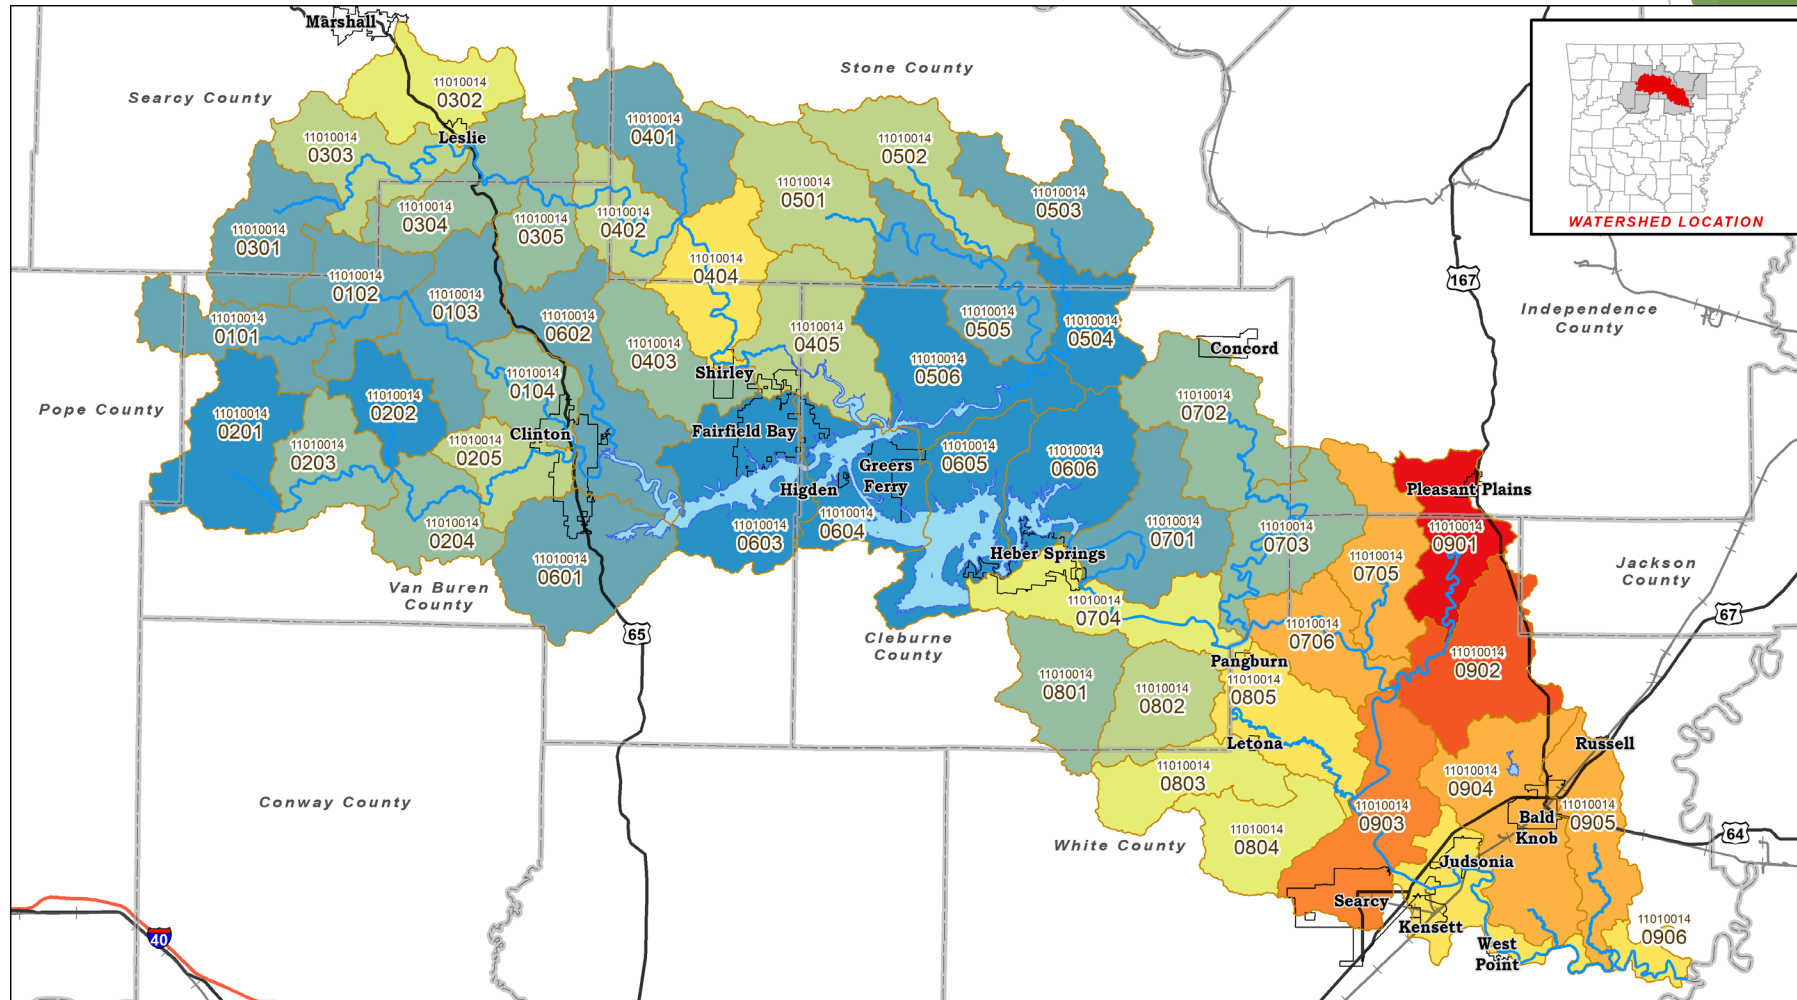 Marshall
Stone County
Searcy County
11010014
0302
Leslie
11010014
0303
11010014
0401
11010014
0502
11010014
0501
11010014
0503
11010014
0304
11010014
0305
11010014
0402
11010014
0301
11010014
0404
11010014
0102
11010014
0103
11010014
0602
11010014
0101
11010014
0403
11010014
0405
11010014
0505
11010014
0504
11010014
0506
Shirley
11010014
0104
11010014
0201
11010014
0202
11010014
0203
11010014
0205
Clinton
Fairfield Bay
Higden
Greers
Ferry
11010014
0605
11010014
0606
11010014
0604
11010014
0603
11010014
0204
11010014
0601
Pope County
Van Buren
County
65
Cleburne
County
Conway County
40
WATERSHED LOCATION
167
Independence
County
Concord
11010014
0702
Pleasant Plains
11010014
0901
11010014
0701
11010014
0703
11010014
0705
Heber Springs
11010014
0704
11010014
0706
11010014
0902
Jackson
County
67
Pangburn
11010014
0805
11010014
0801
11010014
0802
Letona
11010014
0803
11010014
0804
White County
11010014
0903
11010014
0904
Russell
11010014
0905
Bald
Knob
64
Judsonia
Searcy
Kensett
West
Point
11010014
0906